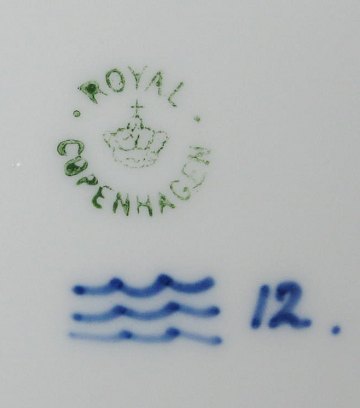 · ROYAL ·
COPENHAGEN
12.